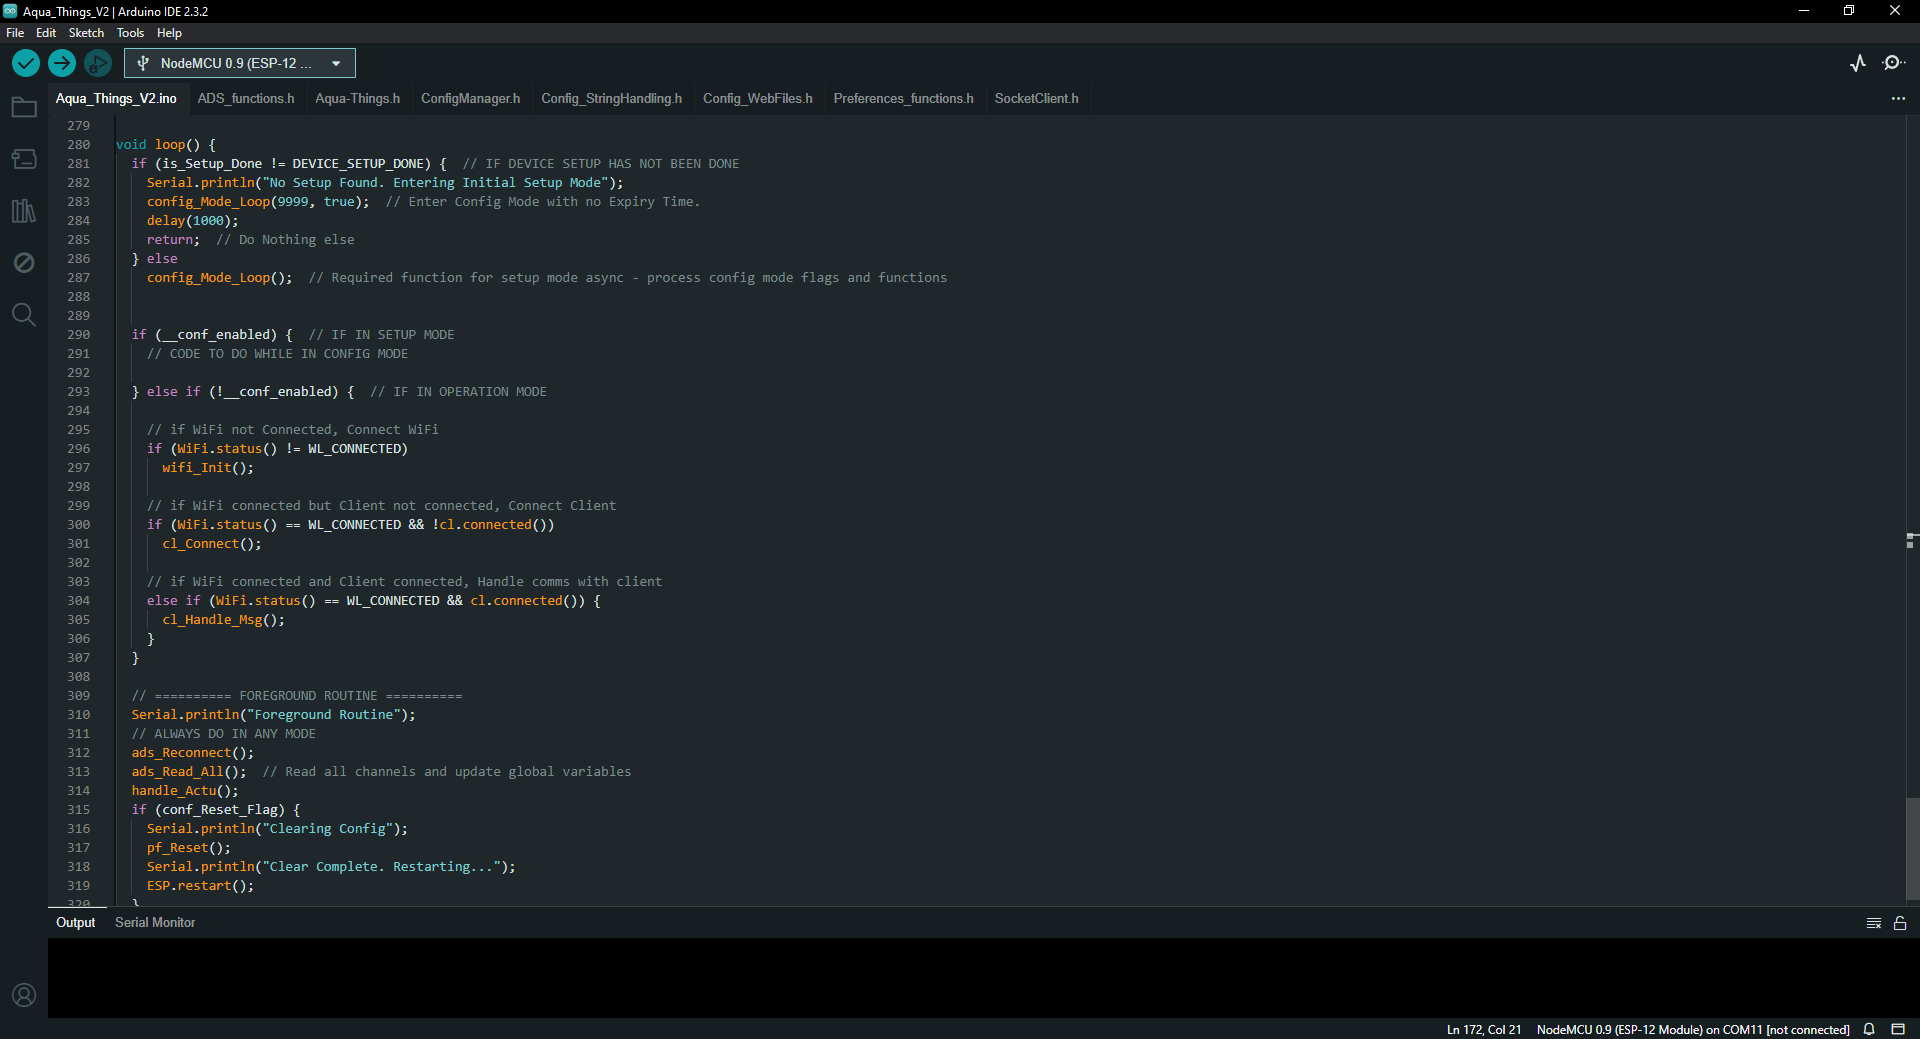 Aqua_Things_V2 | Arduino IDE 2.3.2
File Edit Sketch Tools Help
NodeMCU 0.9 (ESP-12 ...
Aqua_Things_V2.ino ADS_functions.h Aqua-Things.h ConfigManager.h Config_StringHandling.h Config_WebFiles.h Preferences_functions.h SocketClient.h
279
280 void loop() {
281 if (is_Setup_Done != DEVICE_SETUP_DONE) { // IF DEVICE SETUP HAS NOT BEEN DONE
282 Serial.println("No Setup Found. Entering Initial Setup Mode");
283 config_Mode_Loop(9999, true); // Enter Config Mode with no Expiry Time.
284 delay(1000);
285 return; // Do Nothing else
286 } else
287 config_Mode_Loop(); // Required function for setup mode async - process config mode flags and functions
288
289
290 if (__conf_enabled) { // IF IN SETUP MODE
291 // CODE TO DO WHILE IN CONFIG MODE
292
293 } else if (!__conf_enabled) { // IF IN OPERATION MODE
294
295 // if WiFi not Connected, Connect WiFi
296 if (WiFi.status() != WL_CONNECTED)
297 wifi_Init();
298
299 // if WiFi connected but Client not connected, Connect Client
300 if (WiFi.status() == WL_CONNECTED && !cl.connected())
301 cl_Connect();
302
303 // if WiFi connected and Client connected, Handle comms with client
304 else if (WiFi.status() == WL_CONNECTED && cl.connected()) {
305 cl_Handle_Msg();
306 }
307 }
308
309 // ========== FOREGROUND ROUTINE ==========
310 Serial.println("Foreground Routine");
311 // ALWAYS DO IN ANY MODE
312 ads_Reconnect();
313 ads_Read_All(); // Read all channels and update global variables
314 handle_Actu();
315 if (conf_Reset_Flag) {
316 Serial.println("Clearing Config");
317 pf_Reset();
318 Serial.println("Clear Complete. Restarting...");
319 ESP.restart();
320 }
Output Serial Monitor
Ln 172, Col 21 NodeMCU 0.9 (ESP-12 Module) on COM11 [not connected]